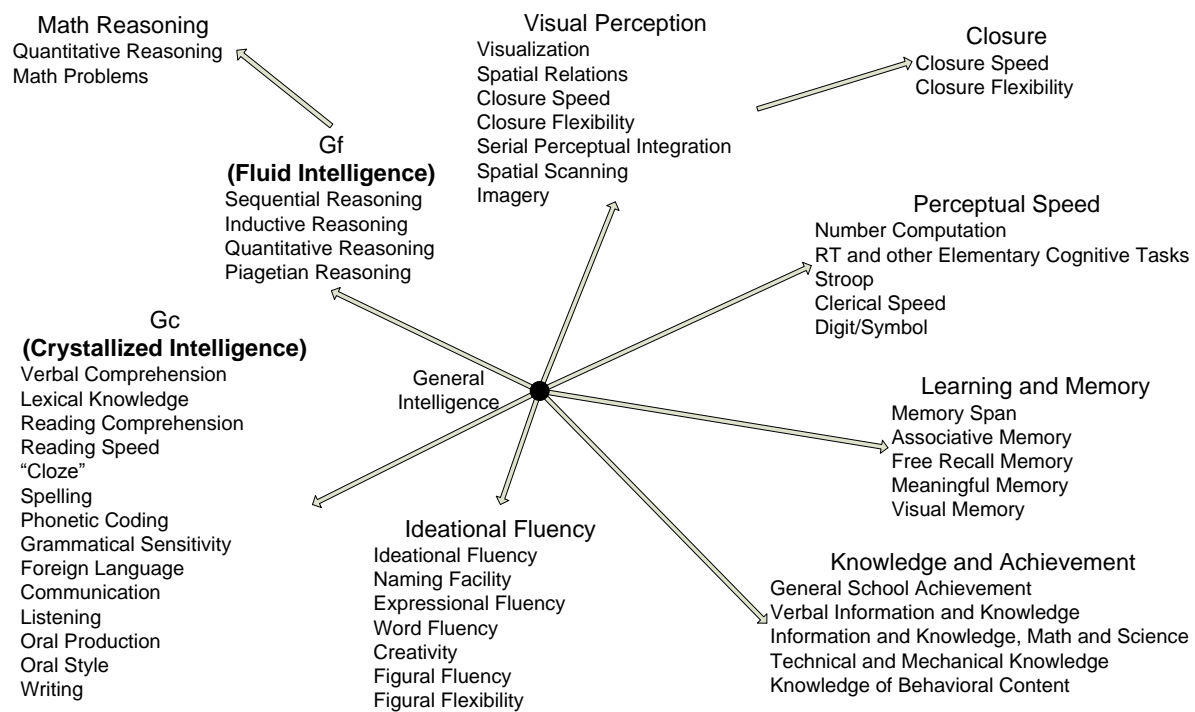 Math Reasoning
Quantitative Reasoning
Math Problems
Visual Perception
Visualization
Spatial Relations
Closure Speed
Closure Flexibility
Serial Perceptual Integration
Spatial Scanning
Imagery
Closure
Closure Speed
Closure Flexibility
Gf
(Fluid Intelligence)
Sequential Reasoning
Inductive Reasoning
Quantitative Reasoning
Piagetian Reasoning
Perceptual Speed
Number Computation
RT and other Elementary Cognitive Tasks
Stroop
Clerical Speed
Digit/Symbol
Gc
(Crystallized Intelligence)
Verbal Comprehension
Lexical Knowledge
Reading Comprehension
Reading Speed
“Cloze”
Spelling
Phonetic Coding
Grammatical Sensitivity
Foreign Language
Communication
Listening
Oral Production
Oral Style
Writing
General
Intelligence
Learning and Memory
Memory Span
Associative Memory
Free Recall Memory
Meaningful Memory
Visual Memory
Ideational Fluency
Ideational Fluency
Naming Facility
Expressional Fluency
Word Fluency
Creativity
Figural Fluency
Figural Flexibility
Knowledge and Achievement
General School Achievement
Verbal Information and Knowledge
Information and Knowledge, Math and Science
Technical and Mechanical Knowledge
Knowledge of Behavioral Content